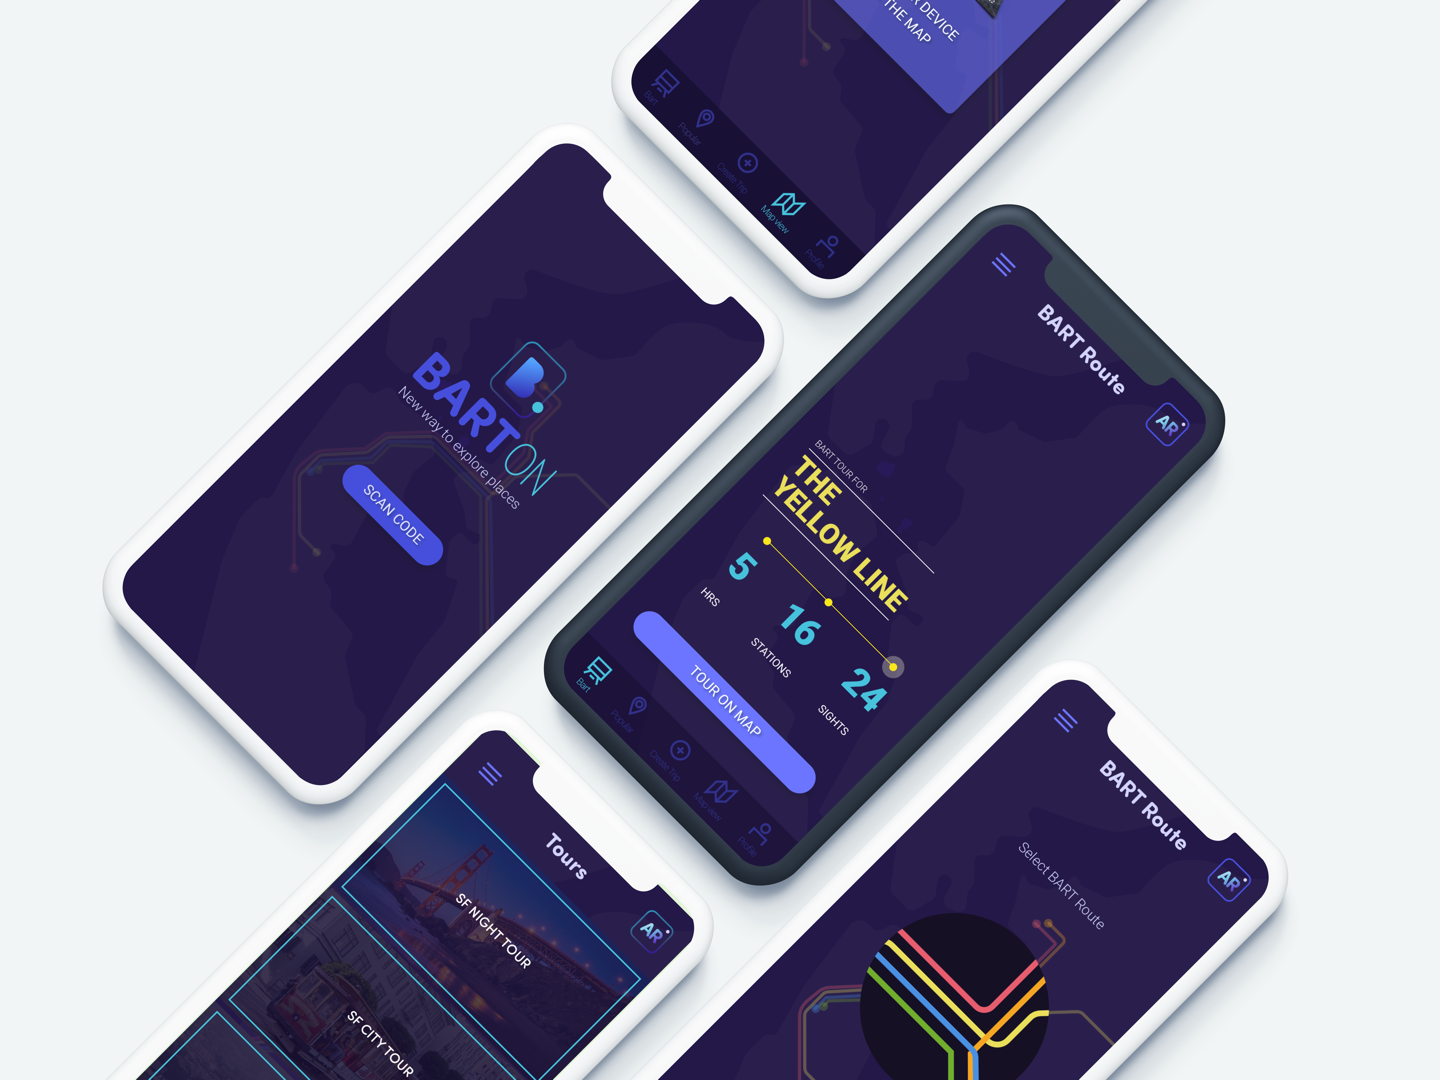 R DEVICE
THE MAP
Bart
Popular
Create Trip
Map view
Profile
B.
BART ON
New way to explore places
SCAN CODE
BART Route
AR
BART TOUR FOR
THE
YELLOW LINE
5
HRS
16
STATIONS
24
SIGHTS
TOUR ON MAP
Bart
Popular
Create Trip
Map view
Profile
Tours
AR
SF NIGHT TOUR
SF CITY TOUR
BART Route
AR
Select BART Route